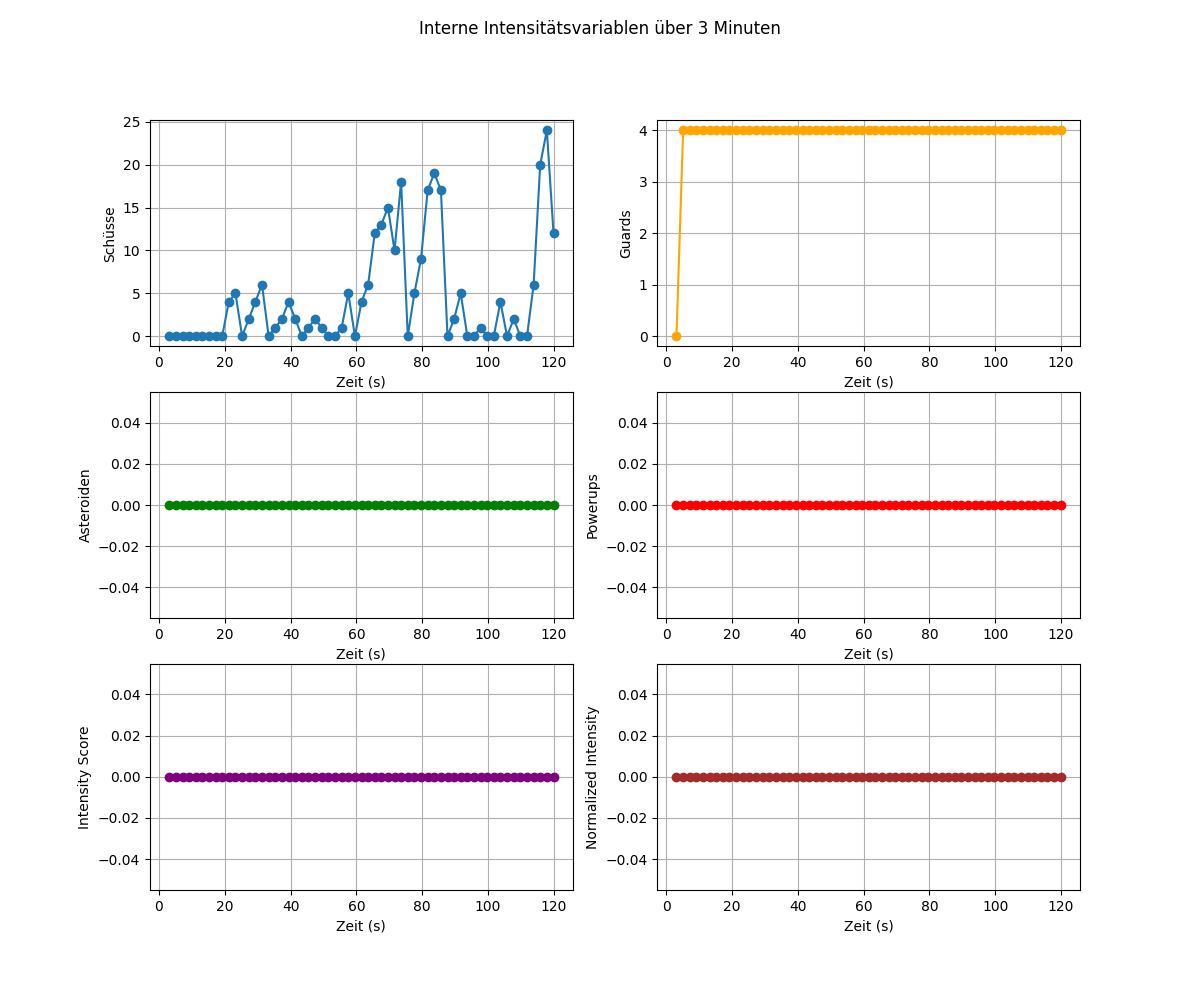 Interne Intensitätsvariablen über 3 Minuten
Schüsse
25
20
15
10
5
0
0 20 40 60 80 100 120
Zeit (s)
Guards
4
3
2
1
0
0 20 40 60 80 100 120
Zeit (s)
Asteroiden
0.04
0.02
0.00
−0.02
−0.04
0 20 40 60 80 100 120
Zeit (s)
Powerups
0.04
0.02
0.00
−0.02
−0.04
0 20 40 60 80 100 120
Zeit (s)
Intensity Score
0.04
0.02
0.00
−0.02
−0.04
0 20 40 60 80 100 120
Zeit (s)
Normalized Intensity
0.04
0.02
0.00
−0.02
−0.04
0 20 40 60 80 100 120
Zeit (s)